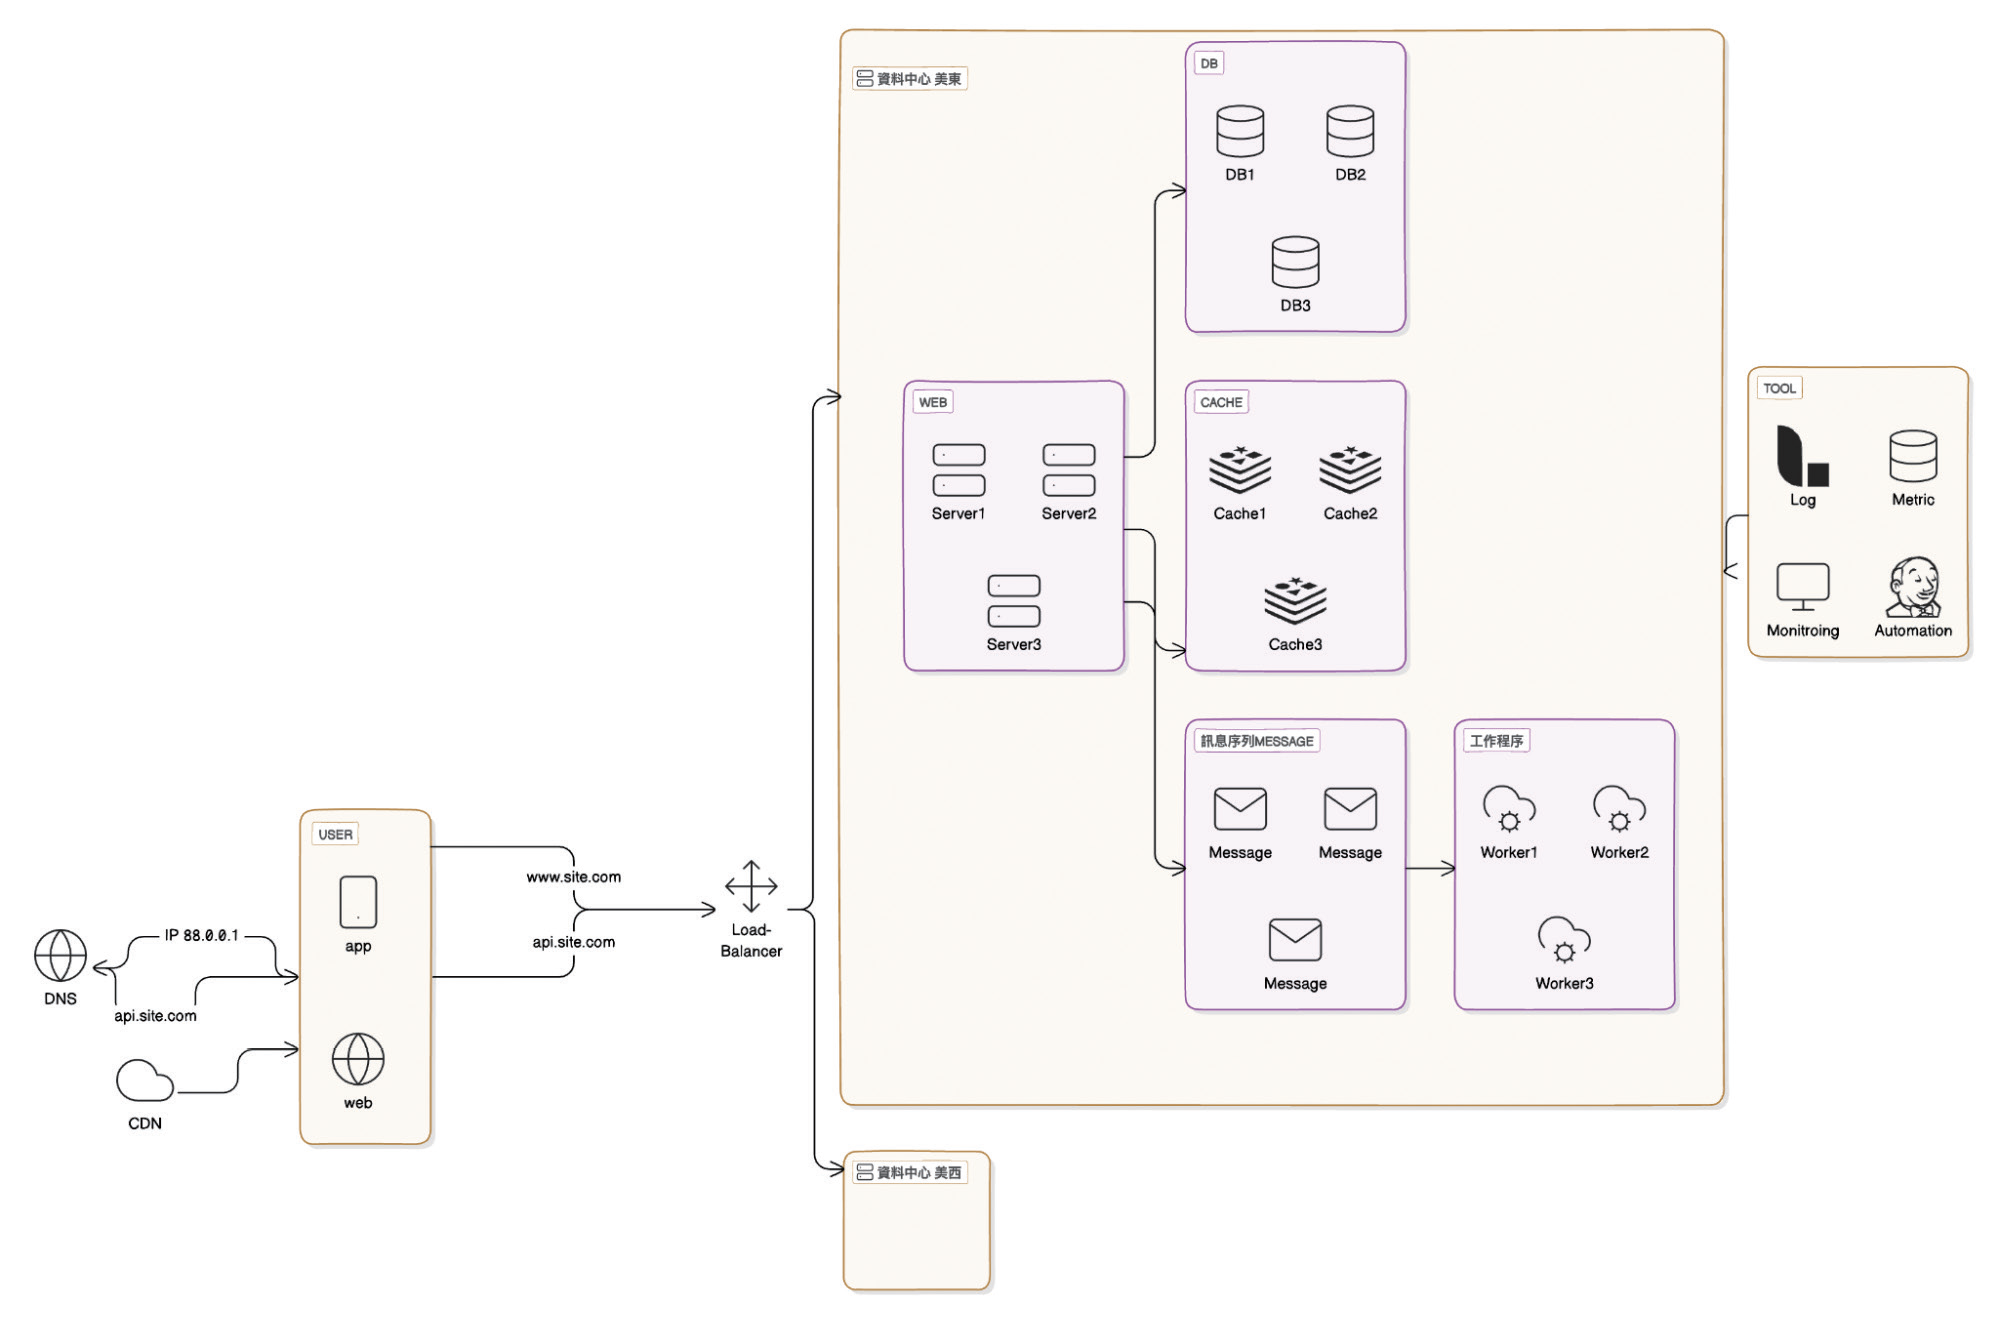 資料中心 美東
DB
DB1
DB2
DB3
WEB
Server1
Server2
Server3
CACHE
Cache1
Cache2
Cache3
TOOL
Log
Metric
Monitroing
Automation
訊息序列MESSAGE
Message
Message
Message
工作程序
Worker1
Worker2
Worker3
USER
app
web
www.site.com
api.site.com
Load-
Balancer
IP 88.0.0.1
DNS
api.site.com
CDN
資料中心 美西